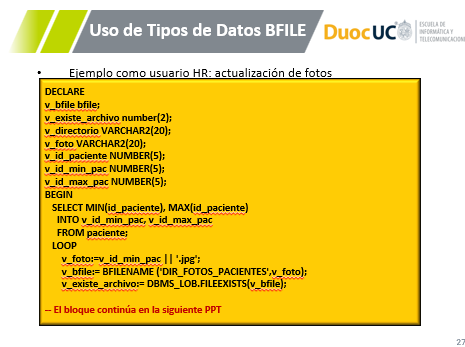 Uso de Tipos de Datos BFILE
DuocUC
ESCUELA DE
INFORMÁTICA Y
TELECOMUNICACIONES
• Ejemplo como usuario HR: actualización de fotos
DECLARE
v_bfile bfile;
v_existe_archivo number(2);
v_directorio VARCHAR2(20);
v_foto VARCHAR2(20);
v_id_paciente NUMBER(5);
v_id_min_pac NUMBER(5);
v_id_max_pac NUMBER(5);
BEGIN
SELECT MIN(id_paciente), MAX(id_paciente)
INTO v_id_min_pac, v_id_max_pac
FROM paciente;
LOOP
v_foto:=v_id_min_pac || '.jpg';
v_bfile:= BFILENAME ('DIR_FOTOS_PACIENTES',v_foto);
v_existe_archivo:= DBMS_LOB.FILEEXISTS(v_bfile);
-- El bloque continúa en la siguiente PPT
27